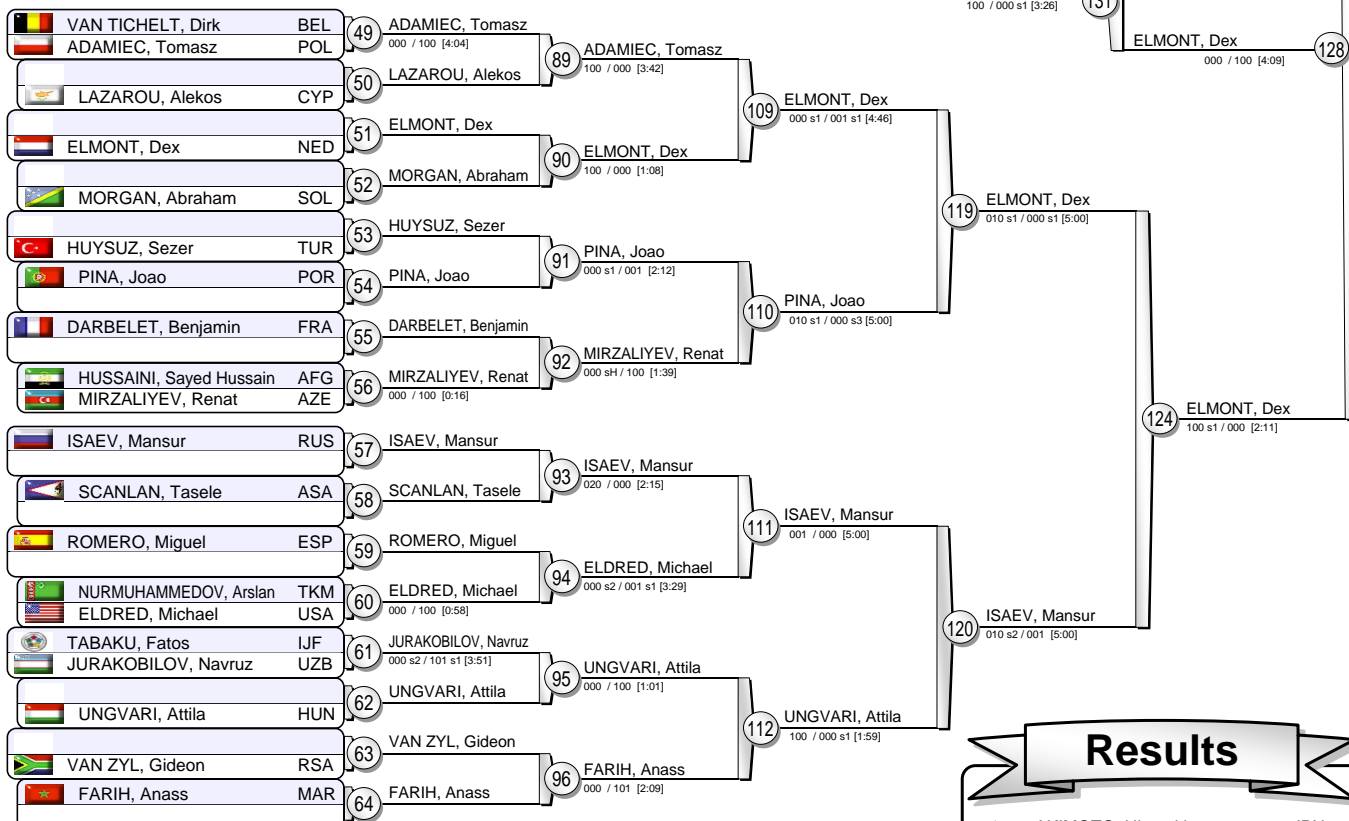 100 / 000 s1 [3:26]
131
ELMONT, Dex
000 / 100 [4:09]
128
VAN TICHELT, Dirk BEL
ADAMIEC, Tomasz POL
49
ADAMIEC, Tomasz
000 / 100 [4:04]
LAZAROU, Alekos CYP
50
LAZAROU, Alekos
89
ADAMIEC, Tomasz
100 / 000 [3:42]
ELMONT, Dex NED
51
ELMONT, Dex
MORGAN, Abraham SOL
52
MORGAN, Abraham
90
ELMONT, Dex
100 / 000 [1:08]
109
ELMONT, Dex
000 s1 / 001 s1 [4:46]
HUYSUZ, Sezer TUR
53
HUYSUZ, Sezer
PINA, Joao POR
54
PINA, Joao
91
PINA, Joao
000 s1 / 001 [2:12]
DARBELET, Benjamin FRA
55
DARBELET, Benjamin
HUSSAINI, Sayed Hussain AFG
MIRZALIYEV, Renat AZE
56
MIRZALIYEV, Renat
000 / 100 [0:16]
92
MIRZALIYEV, Renat
000 sH / 100 [1:39]
110
PINA, Joao
010 s1 / 000 s3 [5:00]
119
ELMONT, Dex
010 s1 / 000 s1 [5:00]
ISAEV, Mansur RUS
57
ISAEV, Mansur
SCANLAN, Tasele ASA
58
SCANLAN, Tasele
93
ISAEV, Mansur
020 / 000 [2:15]
ROMERO, Miguel ESP
59
ROMERO, Miguel
NURMUHAMMEDOV, Arslan TKM
ELDRED, Michael USA
60
ELDRED, Michael
000 / 100 [0:58]
94
ELDRED, Michael
000 s2 / 001 s1 [3:29]
111
ISAEV, Mansur
001 / 000 [5:00]
TABAKU, Fatos IJF
JURAKOBILOV, Navruz UZB
61
JURAKOBILOV, Navruz
000 s2 / 101 s1 [3:51]
UNGVARI, Attila HUN
62
UNGVARI, Attila
95
UNGVARI, Attila
000 / 100 [1:01]
VAN ZYL, Gideon RSA
63
VAN ZYL, Gideon
FARIH, Anass MAR
64
FARIH, Anass
96
FARIH, Anass
000 / 101 [2:09]
112
UNGVARI, Attila
100 / 000 s1 [1:59]
120
ISAEV, Mansur
010 s2 / 001 [5:00]
124
ELMONT, Dex
100 s1 / 000 [2:11]
Results